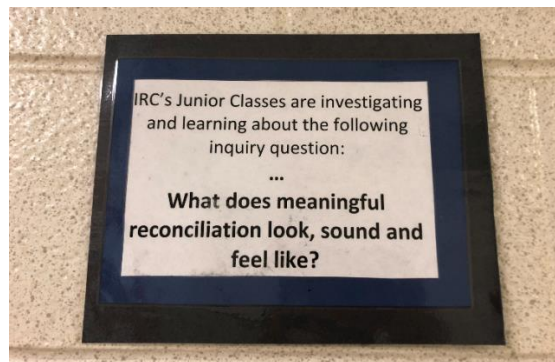 IRC's Junior Classes are investigating
and learning about the following
inquiry question:
...
What does meaningful
reconciliation look, sound and
feel like?